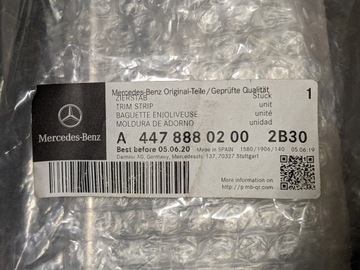 Mercedes-Benz Original-Teile/Geprüfte Qualität
ZIERSTAB Stück 1
TRIM STRIP unit
BAGUETTE ENJOLIVEUSE unité
MOLDURA DE ADORNO unidad
Mercedes-Benz
A 447 888 02 00 2B30
Best before 05.06.20 Made in SPAIN 1580/1906/140 05.06.19
Daimler AG, Germany, Mercedesstr. 137, 70327 Stuttgart
More information on
http://p.mb-qr.com